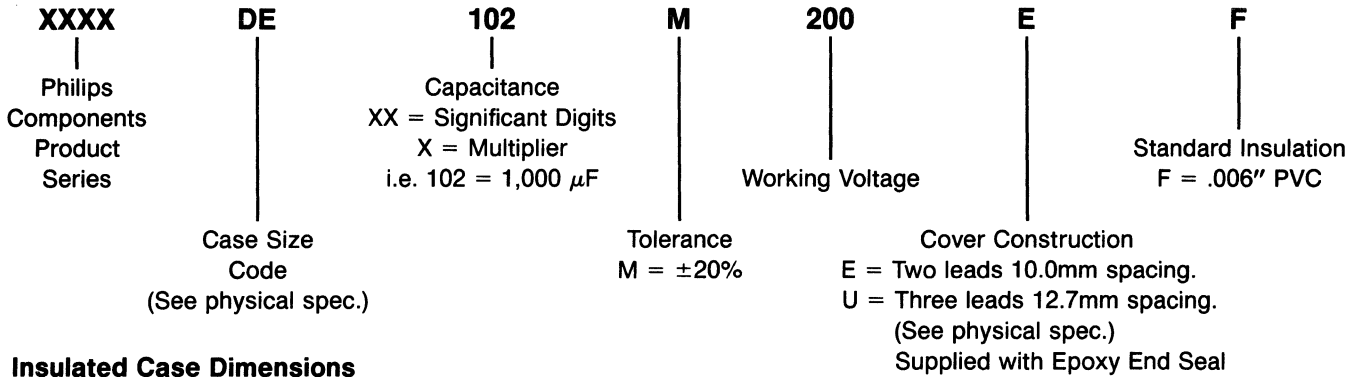 XXXX DE 102 M 200 E F
Philips
Components
Product
Series
Case Size
Code
(See physical spec.)
Capacitance
XX = Significant Digits
X = Multiplier
i.e. 102 = 1,000 μF
Tolerance
M = ±20%
Working Voltage
Cover Construction
E = Two leads 10.0mm spacing.
U = Three leads 12.7mm spacing.
(See physical spec.)
Supplied with Epoxy End Seal
Standard Insulation
F = .006″ PVC
Insulated Case Dimensions